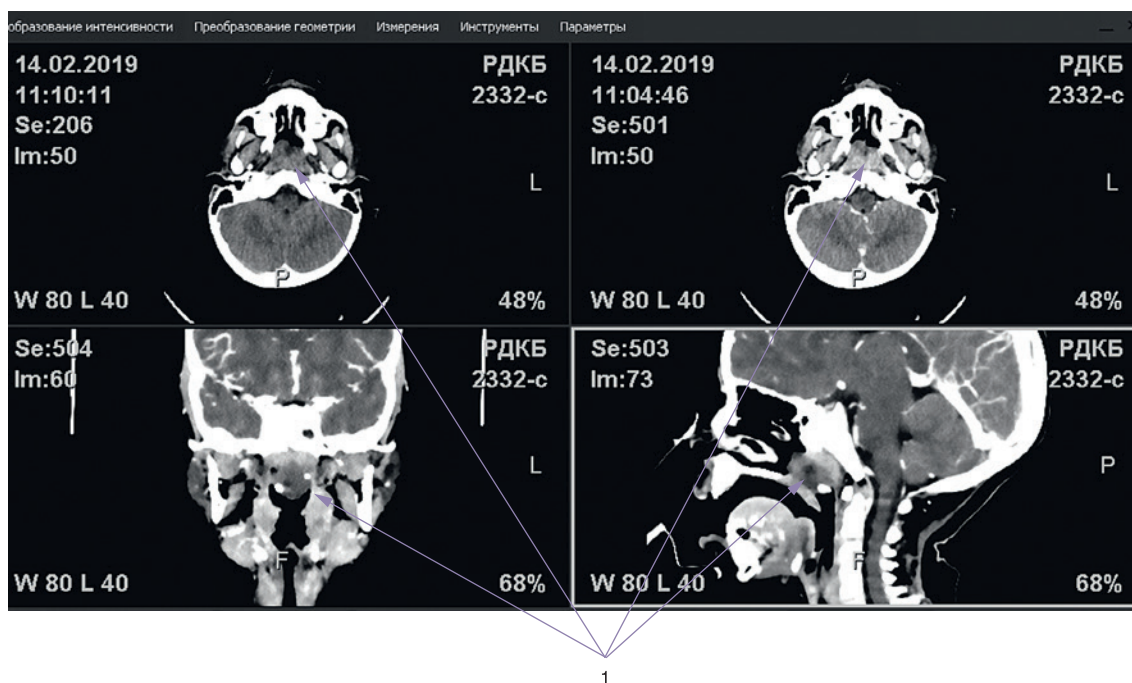 образование интенсивности Преобразование геометрии Измерения Инструменты Параметры
14.02.2019 РДКБ
11:10:11 2332-с
Se:206
Im:50
L
P
W 80 L 40 48%
14.02.2019 РДКБ
11:04:46 2332-с
Se:501
Im:50
L
P
W 80 L 40 48%
Se:504 РДКБ
Im:60 2332-с
L
F
W 80 L 40 68%
Se:503 РДКБ
Im:73 2332-с
P
F
W 80 L 40 68%
1